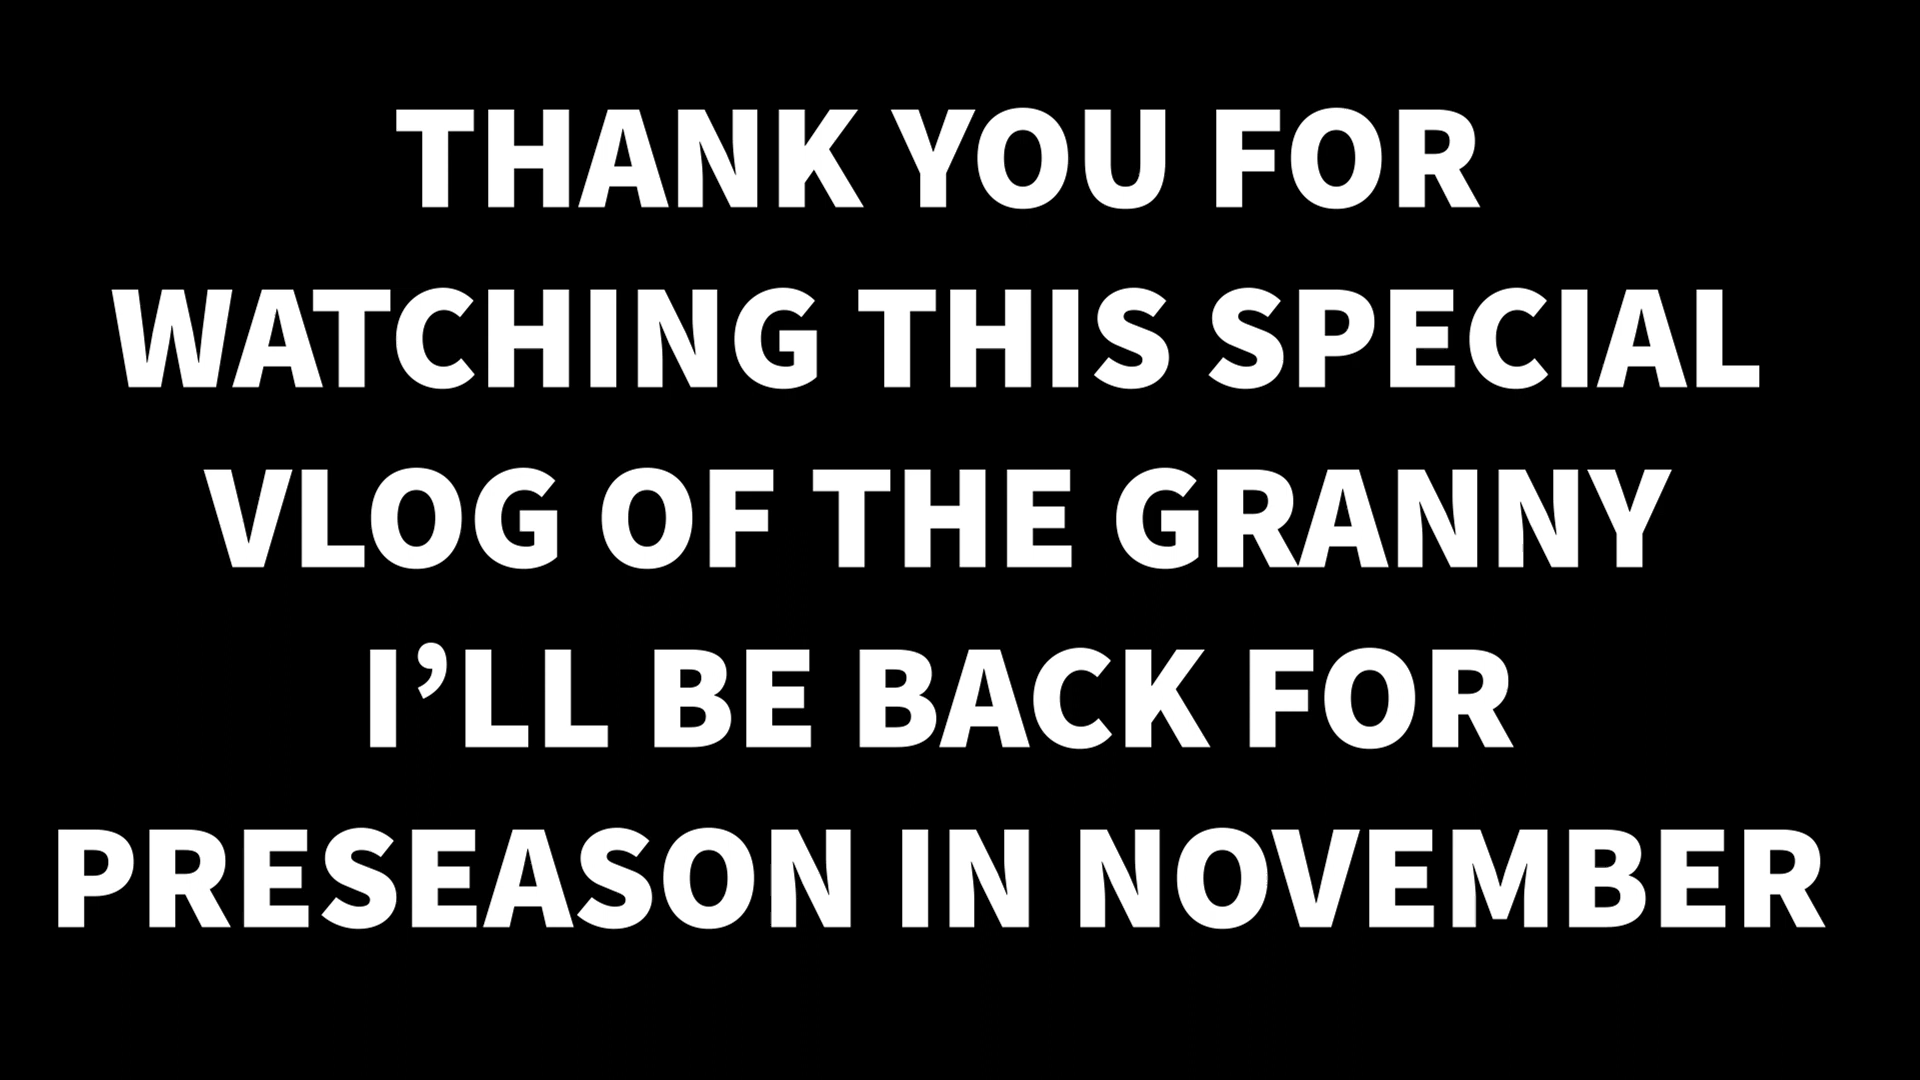 THANK YOU FOR
WATCHING THIS SPECIAL
VLOG OF THE GRANNY
I’LL BE BACK FOR
PRESEASON IN NOVEMBER